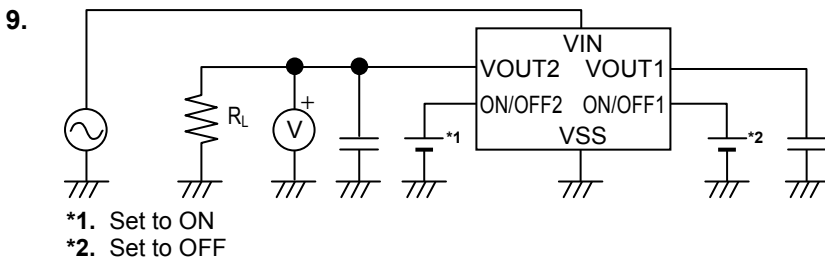 9.
VIN
VOUT2 VOUT1
ON/OFF2 ON/OFF1
VSS
RL
+
V
*1
*2
*1. Set to ON
*2. Set to OFF